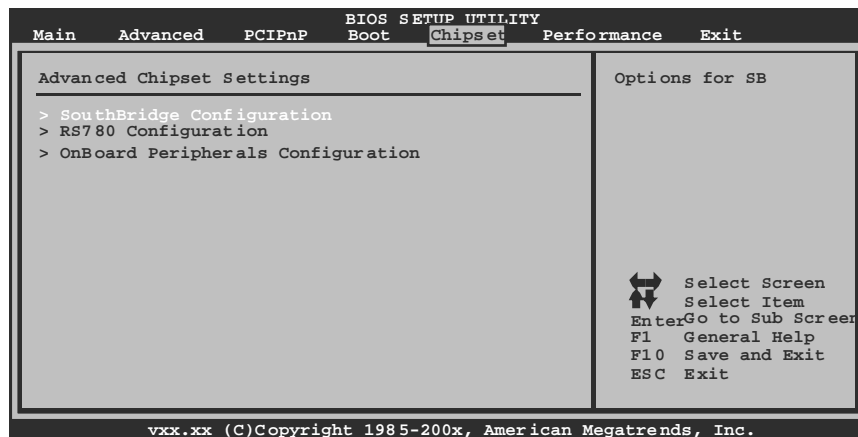 BIOS SETUP UTILITY
Main Advanced PCIPnP Boot Chipset Performance Exit
Advanced Chipset Settings
> SouthBridge Configuration
> RS780 Configuration
> OnBoard Peripherals Configuration
Options for SB
Select Screen
Select Item
Enter Go to Sub Screen
F1 General Help
F10 Save and Exit
ESC Exit
vxx.xx (C)Copyright 1985-200x, American Megatrends, Inc.